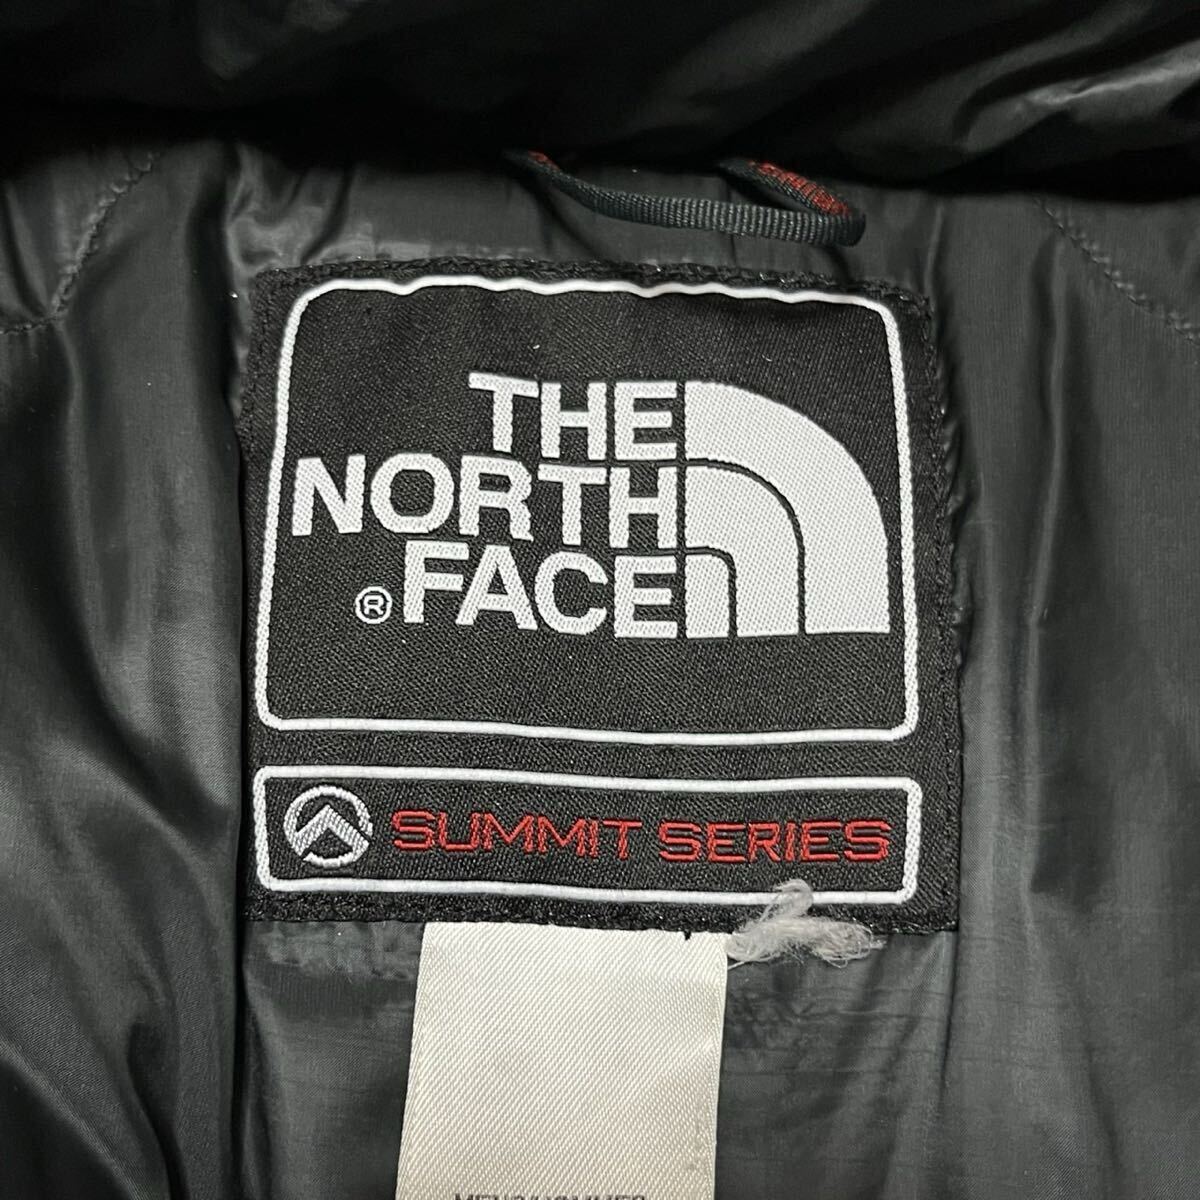 THE
NORTH
® FACE
SUMMIT SERIES